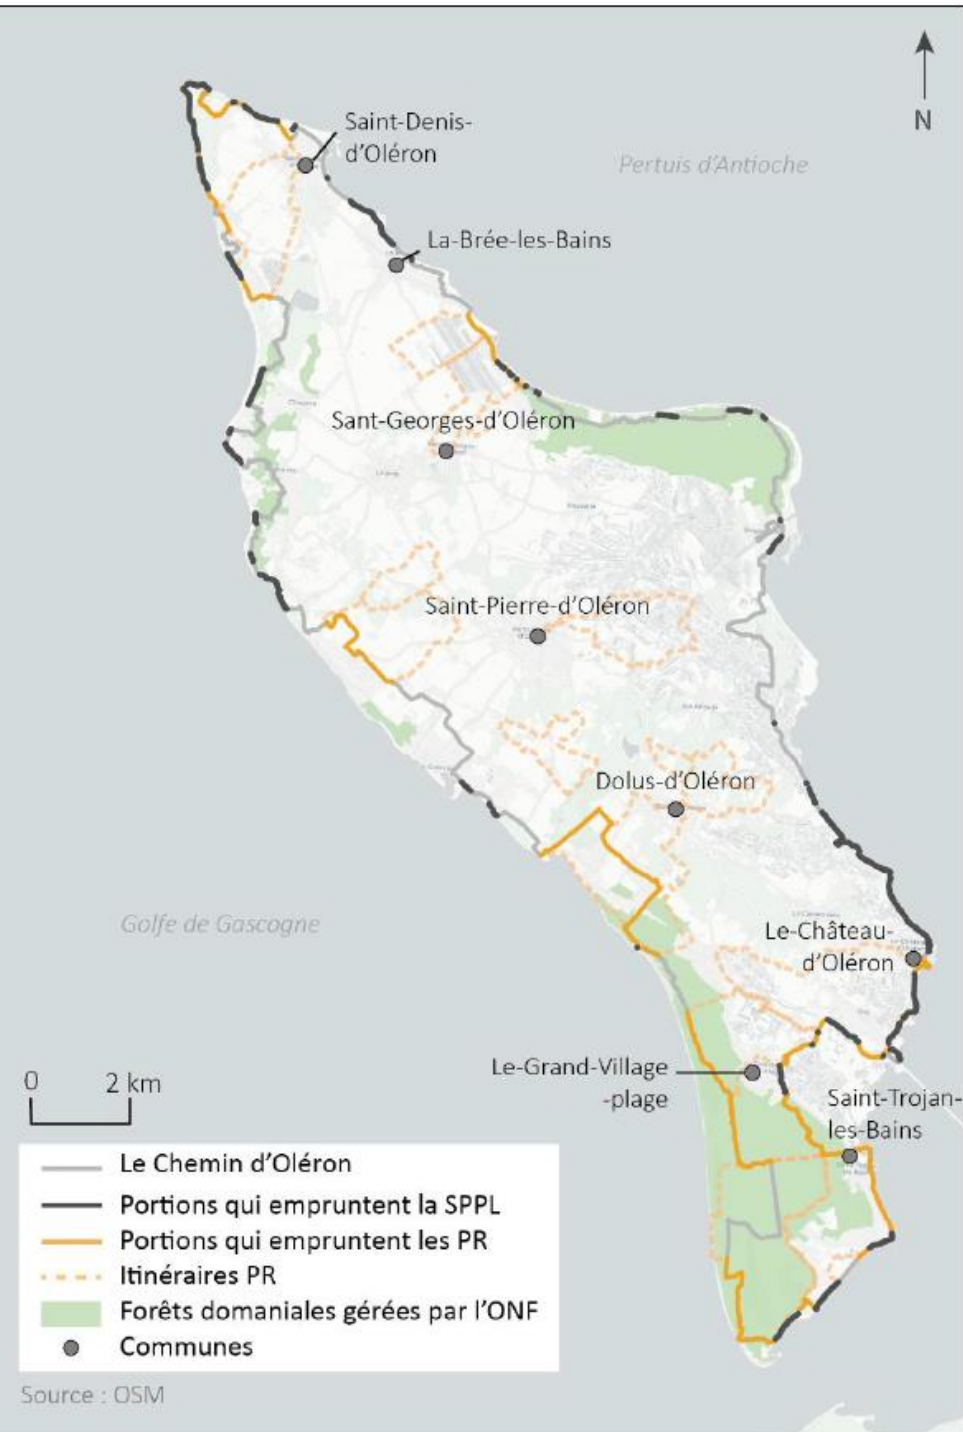 N
Saint-Denis-
d'Oléron
Pertuis d'Antioche
La-Brée-les-Bains
Sant-Georges-d'Oléron
Saint-Pierre-d'Oléron
Dolus-d'Oléron
Golfe de Gascogne
Le-Château-
d'Oléron
Le-Grand-Village
-plage
Saint-Trojan-
les-Bains
0 2 km
Le Chemin d'Oléron
Portions qui empruntent la SPPL
Portions qui empruntent les PR
Itinéraires PR
Forêts domaniales gérées par l'ONF
Communes
Source : OSM